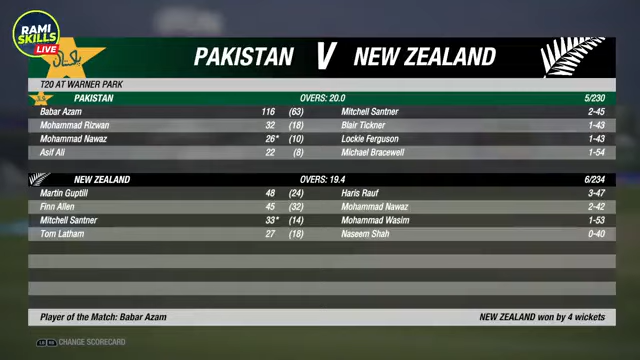 RAMI
SKILLS
LIVE
PAKISTAN V NEW ZEALAND
T20 AT WARNER PARK
PAKISTAN OVERS: 20.0 5/230
Babar Azam 116 (63) Mitchell Santner 2-45
Mohammad Rizwan 32 (18) Blair Tickner 1-43
Mohammad Nawaz 26* (10) Lockie Ferguson 1-43
Asif Ali 22 (8) Michael Bracewell 1-54
NEW ZEALAND OVERS: 19.4 6/234
Martin Guptill 48 (24) Haris Rauf 3-47
Finn Allen 45 (32) Mohammad Nawaz 2-42
Mitchell Santner 33* (14) Mohammad Wasim 1-53
Tom Latham 27 (18) Naseem Shah 0-40
Player of the Match: Babar Azam NEW ZEALAND won by 4 wickets
CHANGE SCORECARD